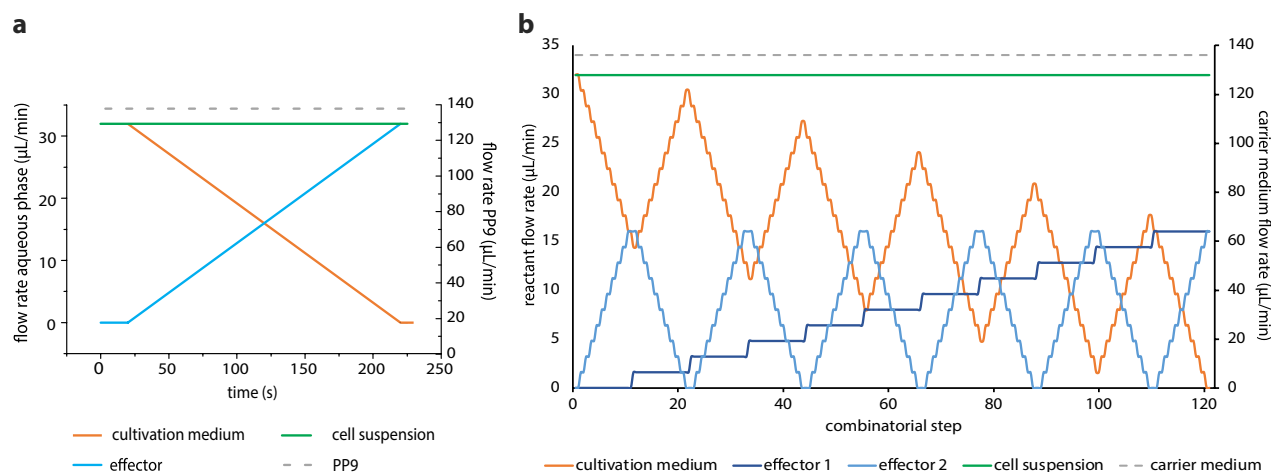 a
flow rate aqueous phase (µL/min)
30
20
10
0
140
120
100
80
60
40
20
0
flow rate PP9 (µL/min)
0 50 100 150 200 250
time (s)
cultivation medium
cell suspension
effector
PP9
b
reactant flow rate (µL/min)
35
30
25
20
15
10
5
0
140
120
100
80
60
40
20
0
carrier medium flow rate (µL/min)
0 20 40 60 80 100 120
combinatorial step
cultivation medium effector 1 effector 2 cell suspension carrier medium